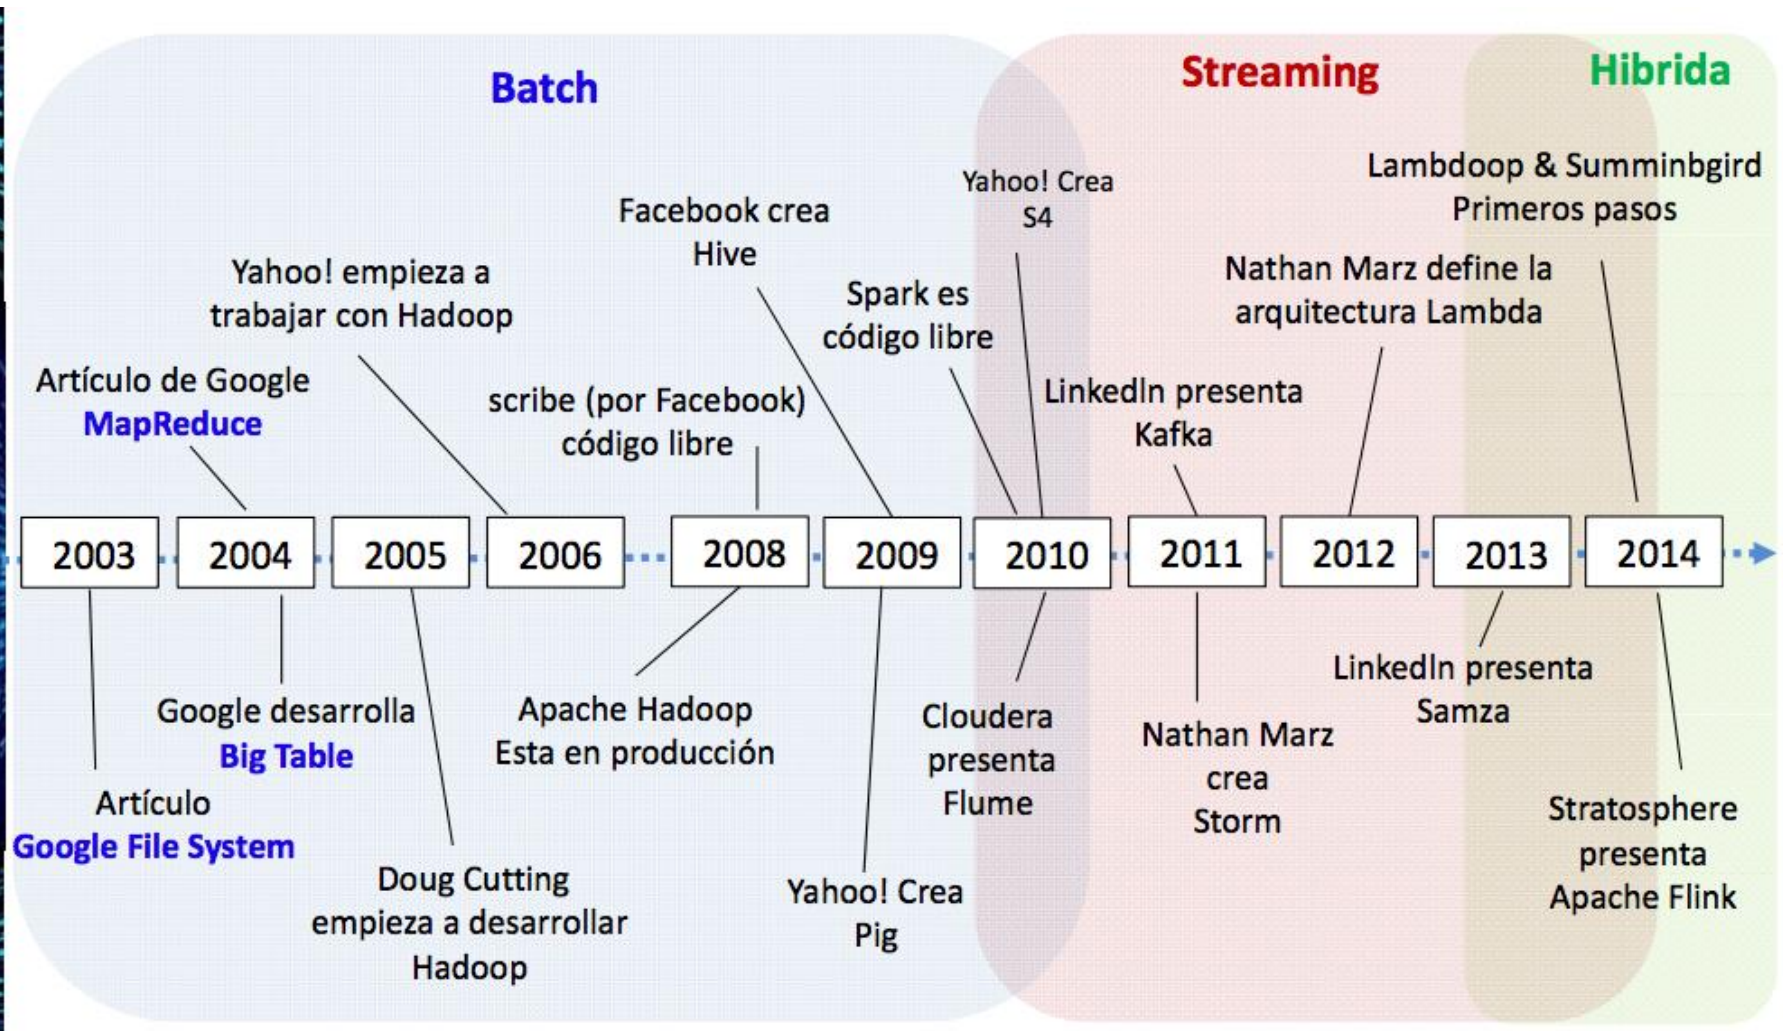 Batch
Streaming
Hibrida
Lambdoop & Summinbgird
Primeros pasos
Yahoo! Crea
S4
Facebook crea
Hive
Nathan Marz define la
arquitectura Lambda
Yahoo! empieza a
trabajar con Hadoop
Spark es
código libre
Artículo de Google
MapReduce
scribe (por Facebook)
código libre
LinkedIn presenta
Kafka
2003
2004
2005
2006
2008
2009
2010
2011
2012
2013
2014
Artículo
Google File System
Google desarrolla
Big Table
Doug Cutting
empieza a desarrollar
Hadoop
Apache Hadoop
Esta en producción
Yahoo! Crea
Pig
Cloudera
presenta
Flume
Nathan Marz
crea
Storm
LinkedIn presenta
Samza
Stratosphere
presenta
Apache Flink